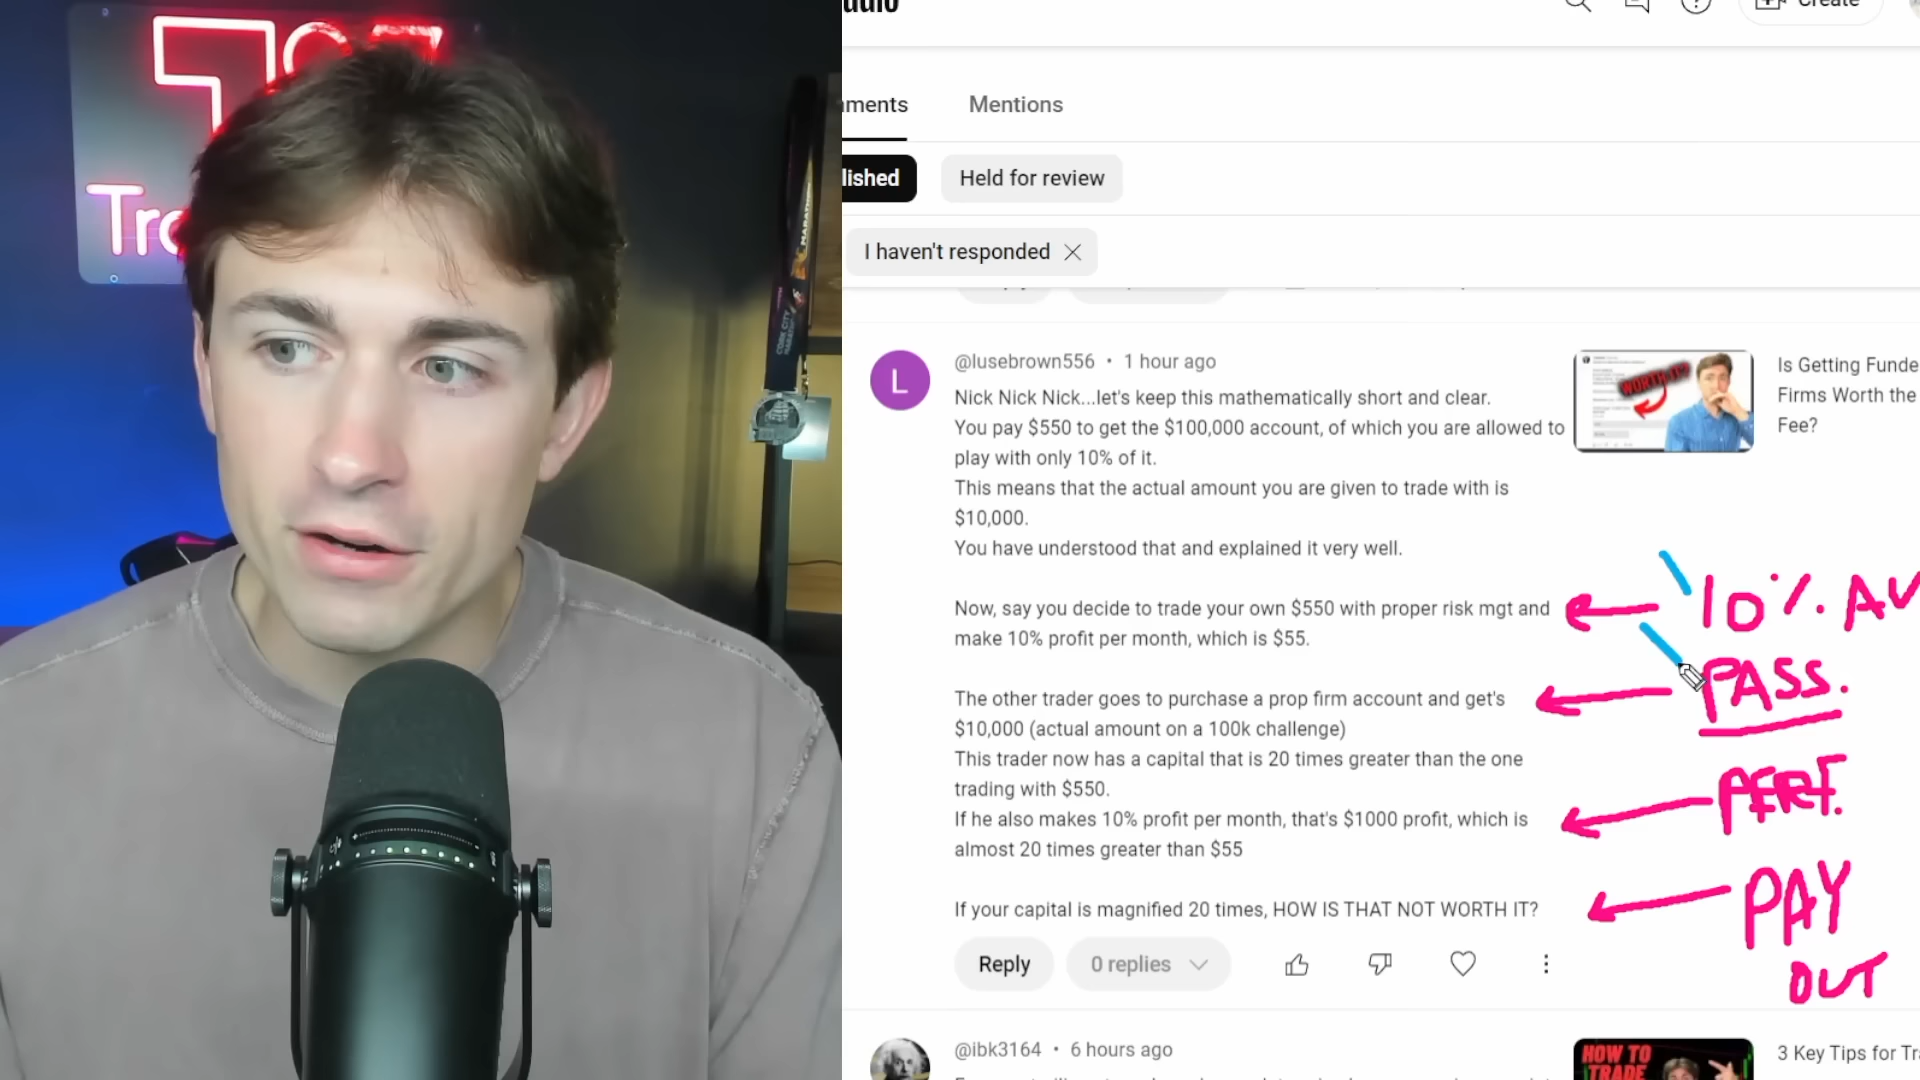 Create
Mentions
Held for review
I haven't responded
@lusebrown556 • 1 hour ago
Nick Nick Nick...let's keep this mathematically short and clear.
You pay $550 to get the $100,000 account, of which you are allowed to
play with only 10% of it.
This means that the actual amount you are given to trade with is
$10,000.
You have understood that and explained it very well.
Now, say you decide to trade your own $550 with proper risk mgt and
make 10% profit per month, which is $55.
The other trader goes to purchase a prop firm account and get's
$10,000 (actual amount on a 100k challenge)
This trader now has a capital that is 20 times greater than the one
trading with $550.
If he also makes 10% profit per month, that's $1000 profit, which is
almost 20 times greater than $55
If your capital is magnified 20 times, HOW IS THAT NOT WORTH IT?
Reply
0 replies
WORTH IT?
Is Getting Funde
Firms Worth the
Fee?
10% AV
PASS.
PERF.
PAY
OUT
@ibk3164 • 6 hours ago
HOW TO
TRADE
3 Key Tips for Tra
L
CORK CITY
MARATHON